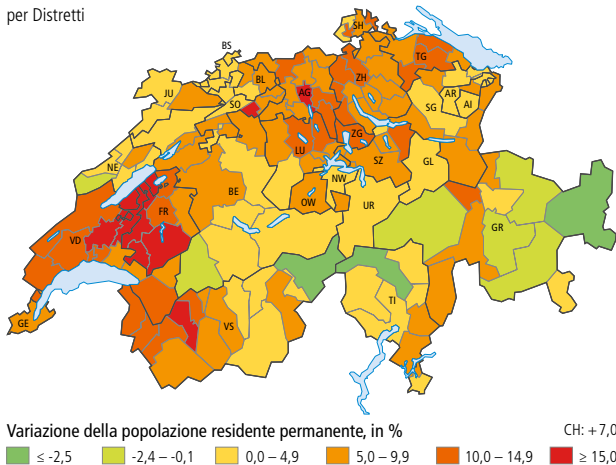 per Distretti
SH
BS
TG
BL
ZH
JU
AG
AR
SO
SG
AI
ZG
LU
SZ
GL
NE
NW
BE
OW
FR
UR
GR
VD
TI
GE
VS
Variazione della popolazione residente permanente, in %
CH: +7,0
≤ -2,5
-2,4 – -0,1
0,0 – 4,9
5,0 – 9,9
10,0 – 14,9
≥ 15,0